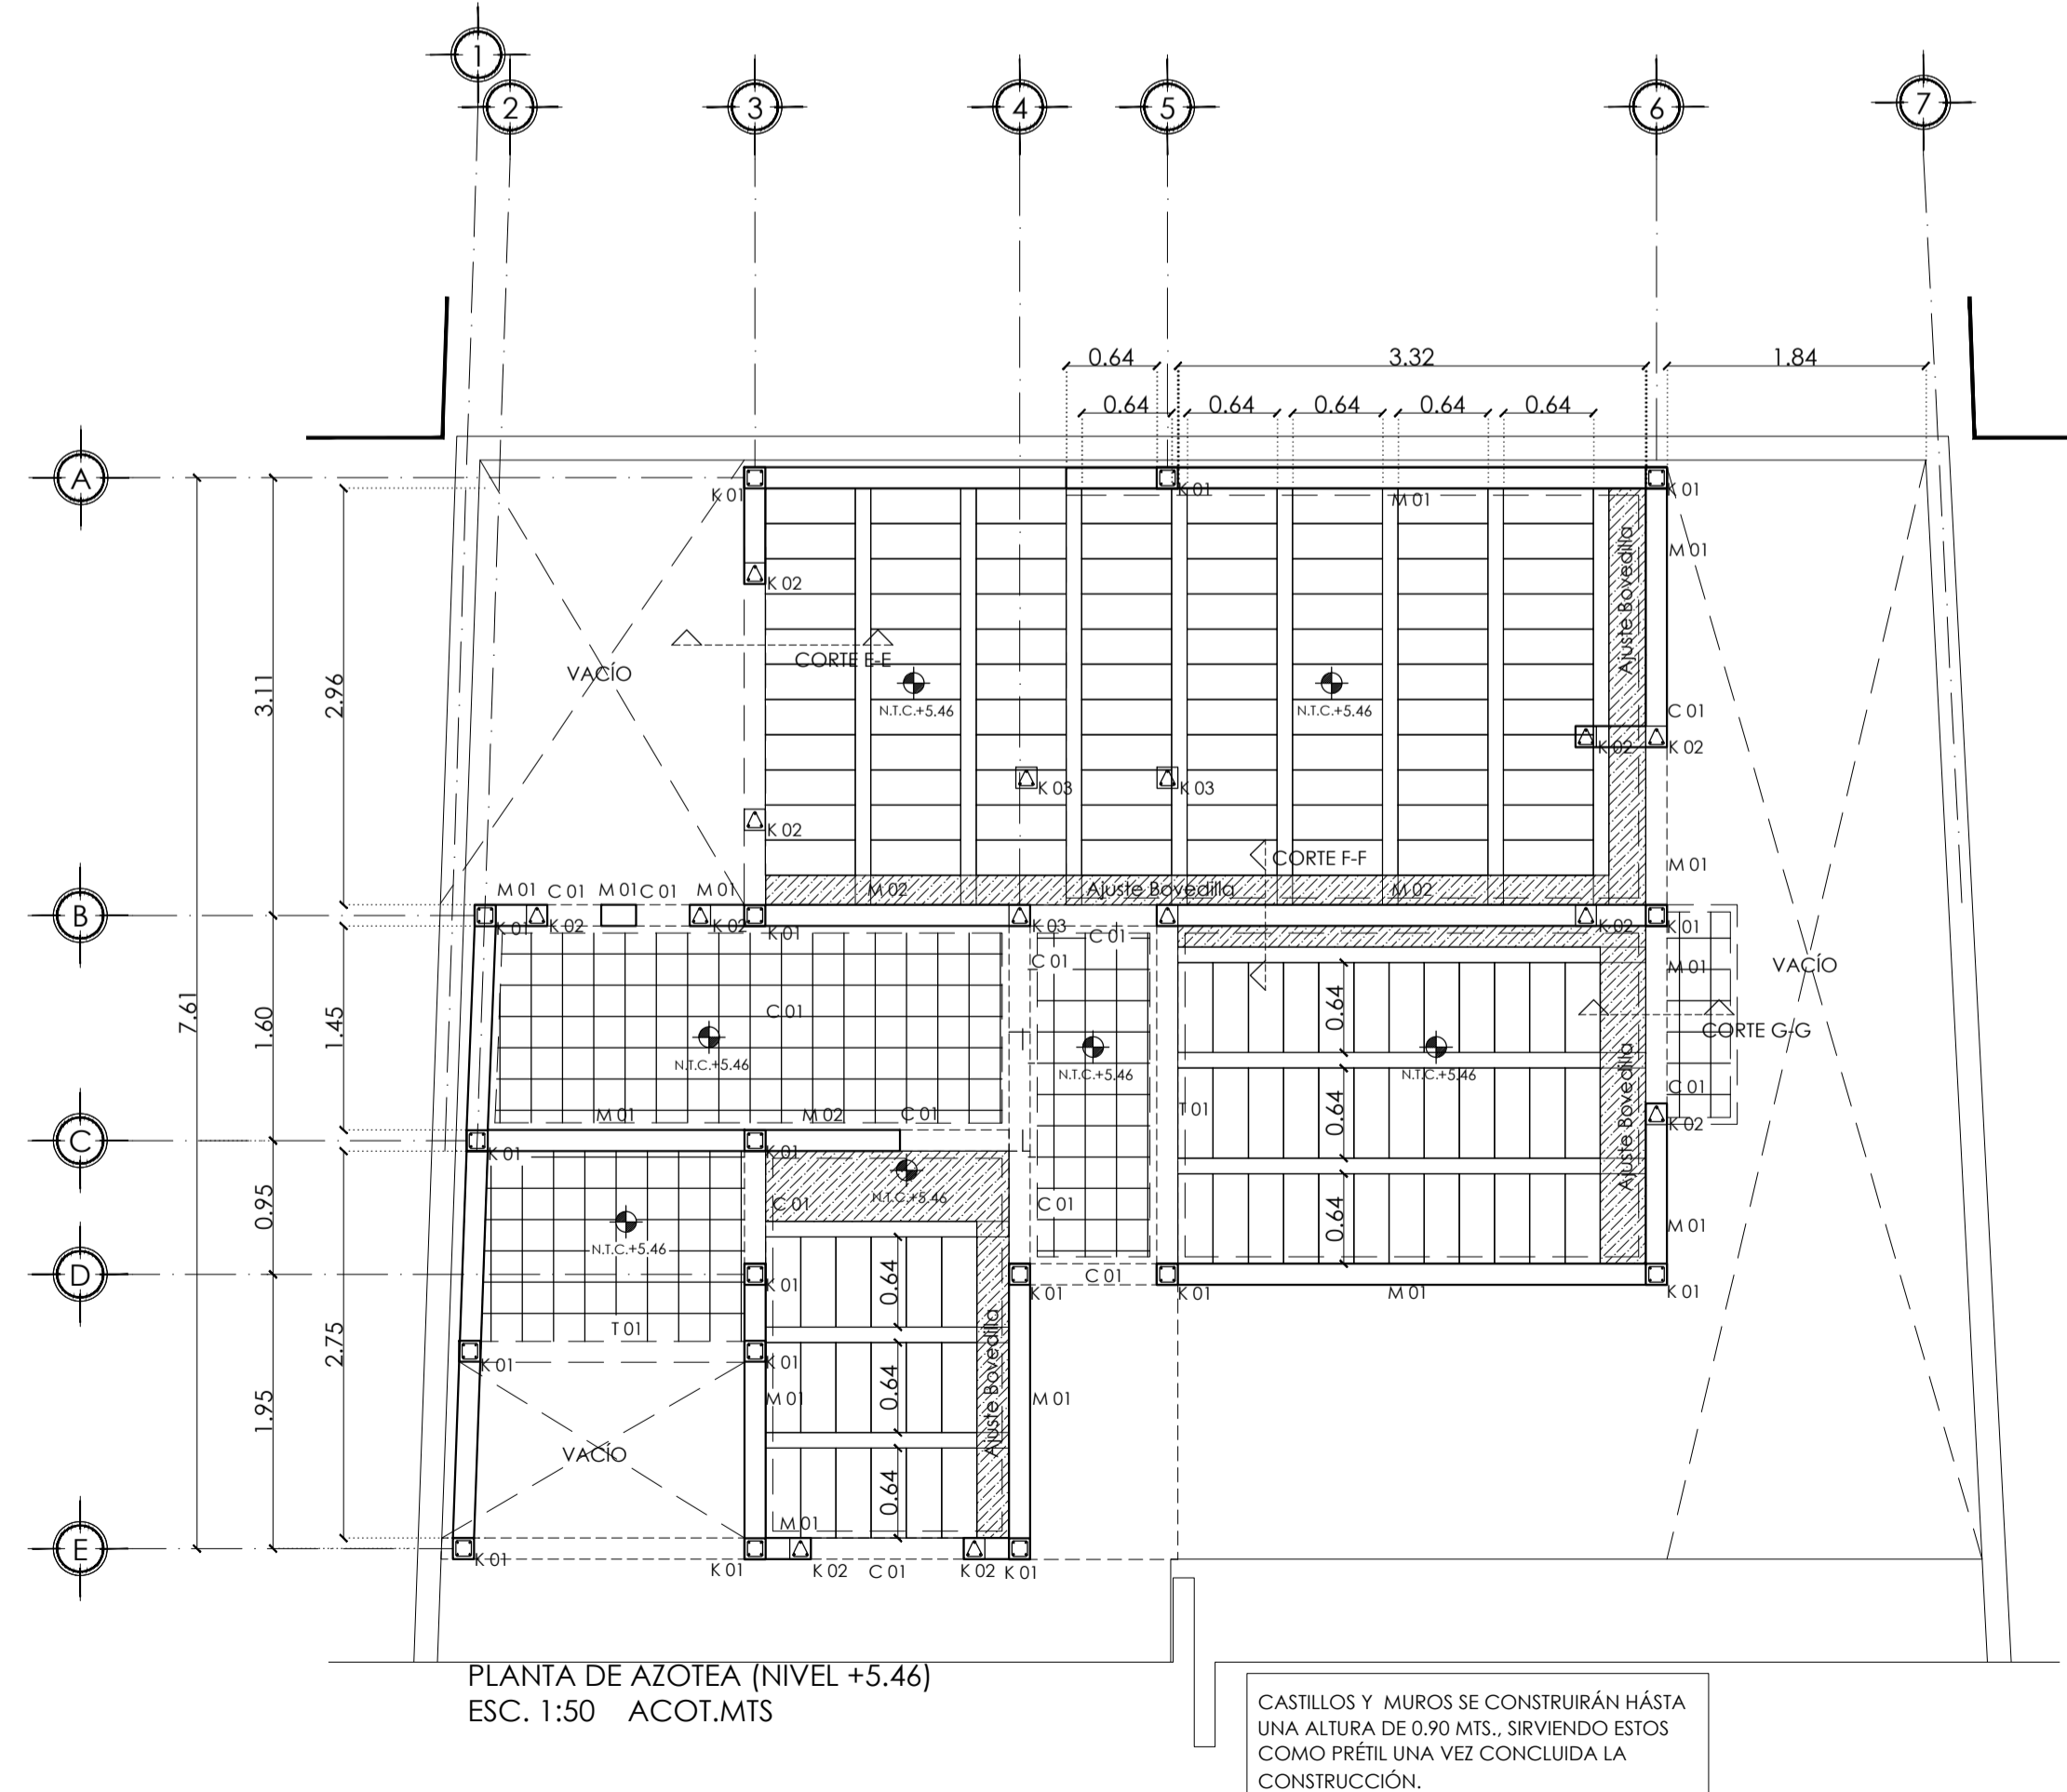 1
2
3
4
5
6
7
0.64
3.32
1.84
0.64
0.64
0.64
0.64
0.64
A
K 01
K 01
M 01
K 01
Ajuste Bovedilla
M 01
K 02
3.11
2.96
VACÍO
CORTE E-E
N.T.C.+5.46
N.T.C.+5.46
C 01
K 02
K 02
K 03
K 03
K 02
CORTE F-F
M 01
M 01
C 01
M 01
C 01
M 01
M 02
Ajuste Bovedilla
M 02
B
K 01
K 02
K 02
K 01
K 03
C 01
K 02
K 01
C 01
M 01
VACÍO
7.61
1.60
1.45
C 01
0.64
CORTE G-G
N.T.C.+5.46
N.T.C.+5.46
N.T.C.+5.46
C 01
M 01
M 02
C 01
T 01
0.64
Ajuste Bovedilla
K 02
C
K 01
K 01
N.T.C.+5.46
0.95
C 01
C 01
0.64
M 01
N.T.C.+5.46
D
K 01
0.64
K 01
C 01
K 01
M 01
K 01
T 01
2.75
K 01
K 01
Ajuste Bovedilla
1.95
M 01
0.64
M 01
VACÍO
0.64
M 01
E
K 01
K 01
K 02
C 01
K 02
K 01
PLANTA DE AZOTEA (NIVEL +5.46)
ESC. 1:50 ACOT.MTS
CASTILLOS Y MUROS SE CONSTRUIRÁN HÁSTA
UNA ALTURA DE 0.90 MTS., SIRVIENDO ESTOS
COMO PRÉTIL UNA VEZ CONCLUIDA LA
CONSTRUCCIÓN.